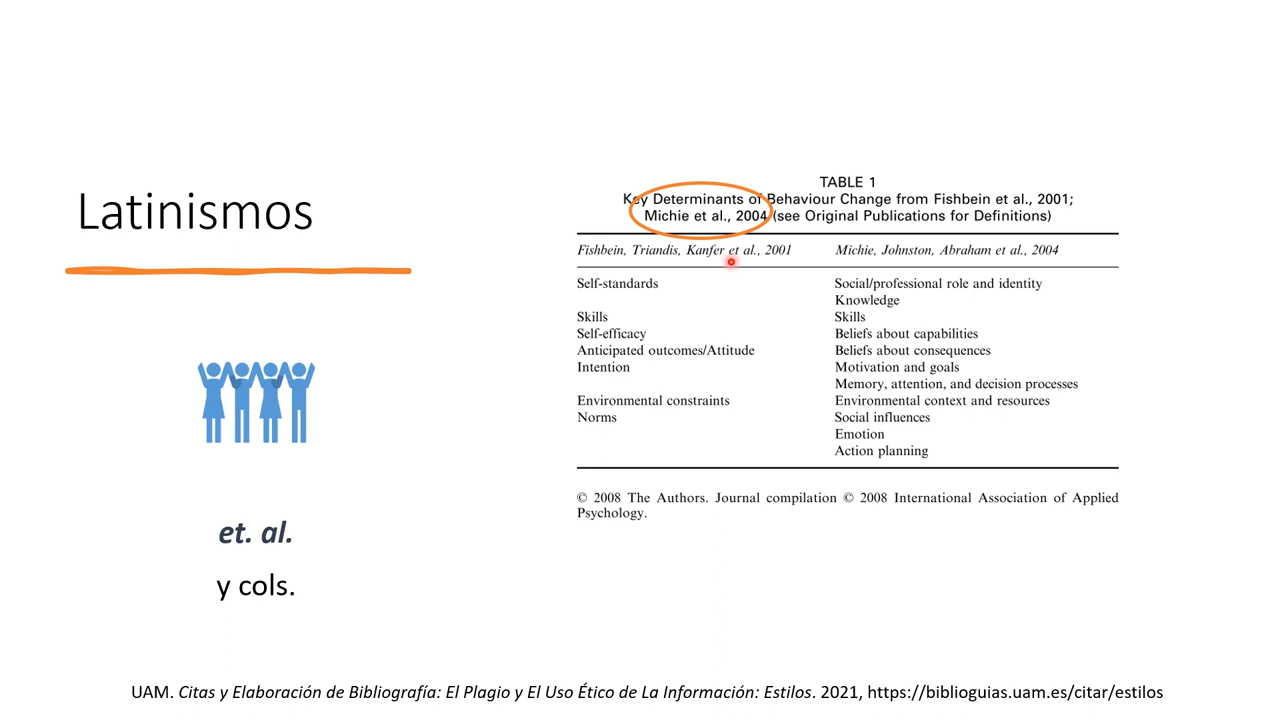 Latinismos
et. al.
y cols.
TABLE 1
Key Determinants of Behaviour Change from Fishbein et al., 2001;
Michie et al., 2004 (see Original Publications for Definitions)
Fishbein, Triandis, Kanfer et al., 2001 Michie, Johnston, Abraham et al., 2004
Self-standards Social/professional role and identity
Knowledge
Skills Skills
Self-efficacy Beliefs about capabilities
Anticipated outcomes/Attitude Beliefs about consequences
Intention Motivation and goals
Memory, attention, and decision processes
Environmental constraints Environmental context and resources
Norms Social influences
Emotion
Action planning
© 2008 The Authors. Journal compilation © 2008 International Association of Applied
Psychology.
UAM. Citas y Elaboración de Bibliografía: El Plagio y El Uso Ético de La Información: Estilos. 2021, https://biblioguias.uam.es/citar/estilos